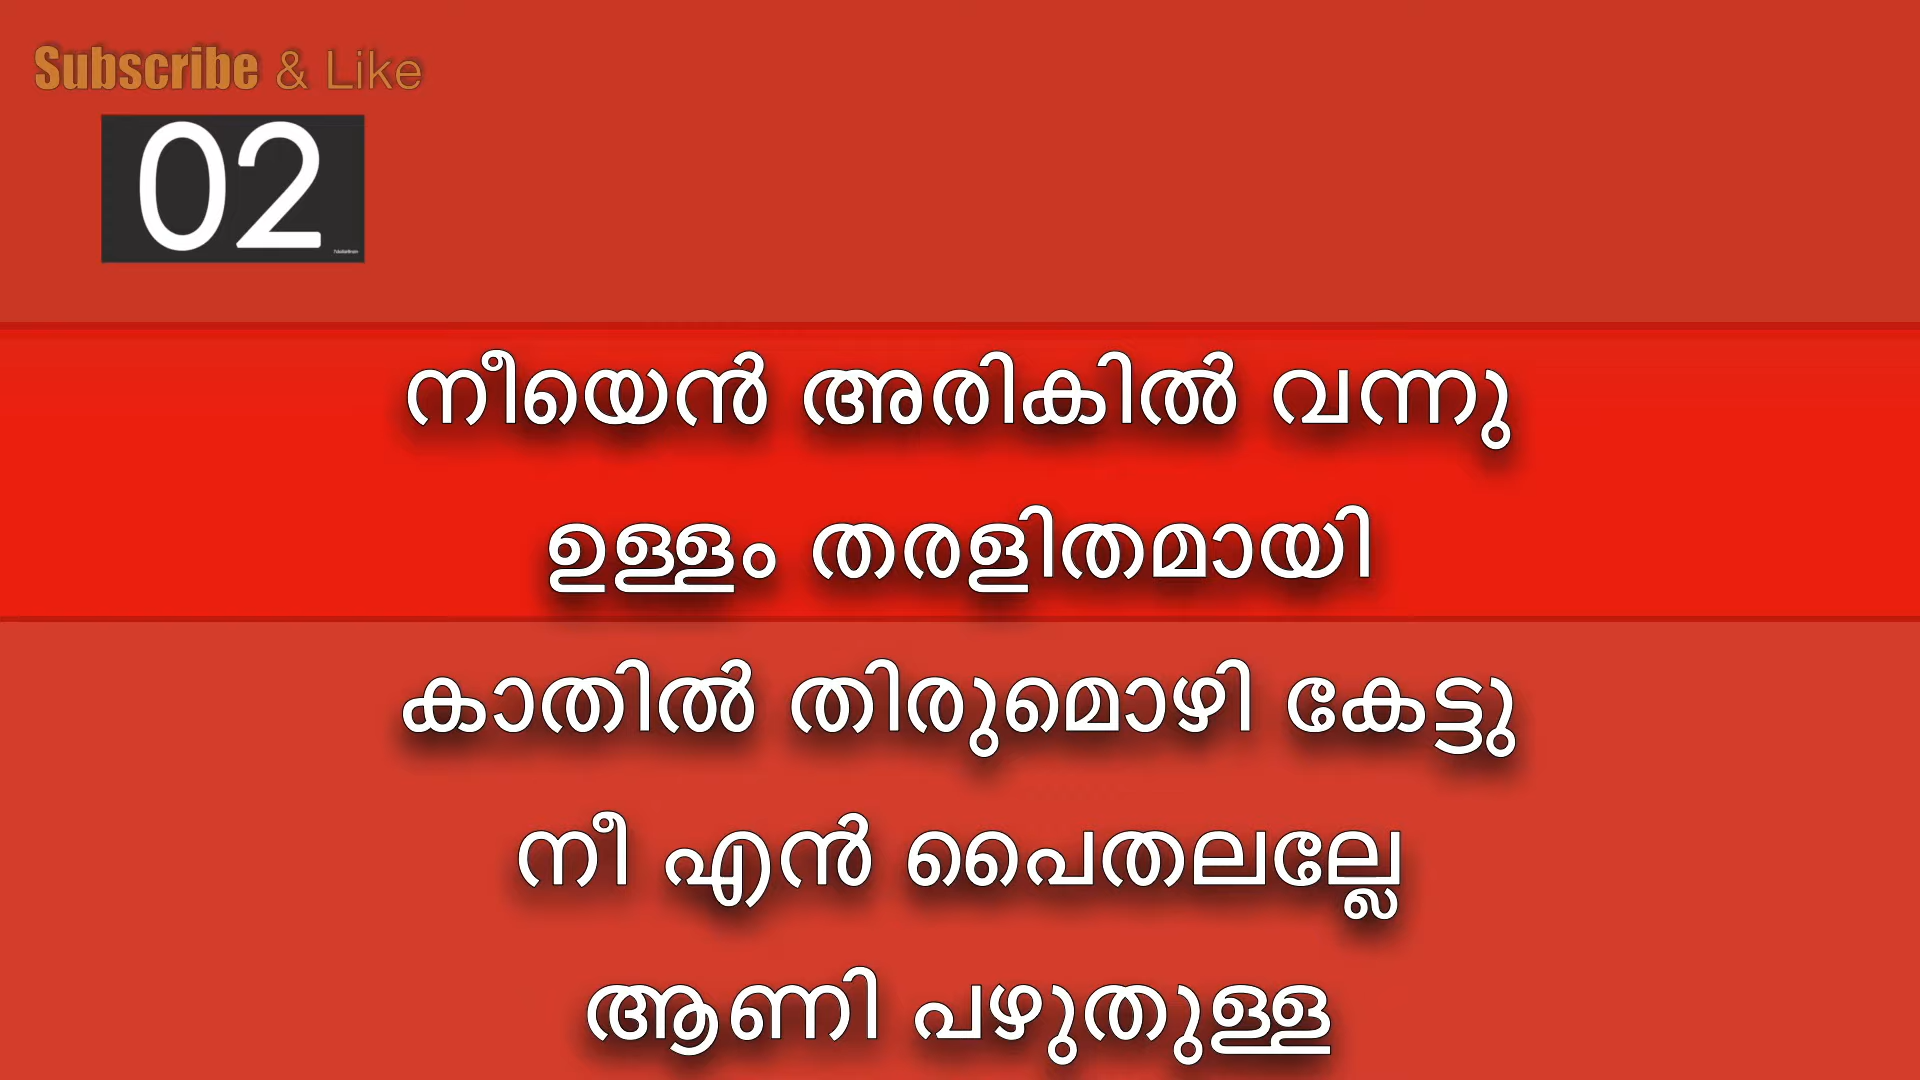 Subscribe & Like
02
നീയെൻ അരികിൽ വന്നു
ഉള്ളം തരളിതമായി
കാതിൽ തിരുമൊഴി കേട്ടു
നീ എൻ പൈതലല്ലേ
ആണി പഴുതുള്ള